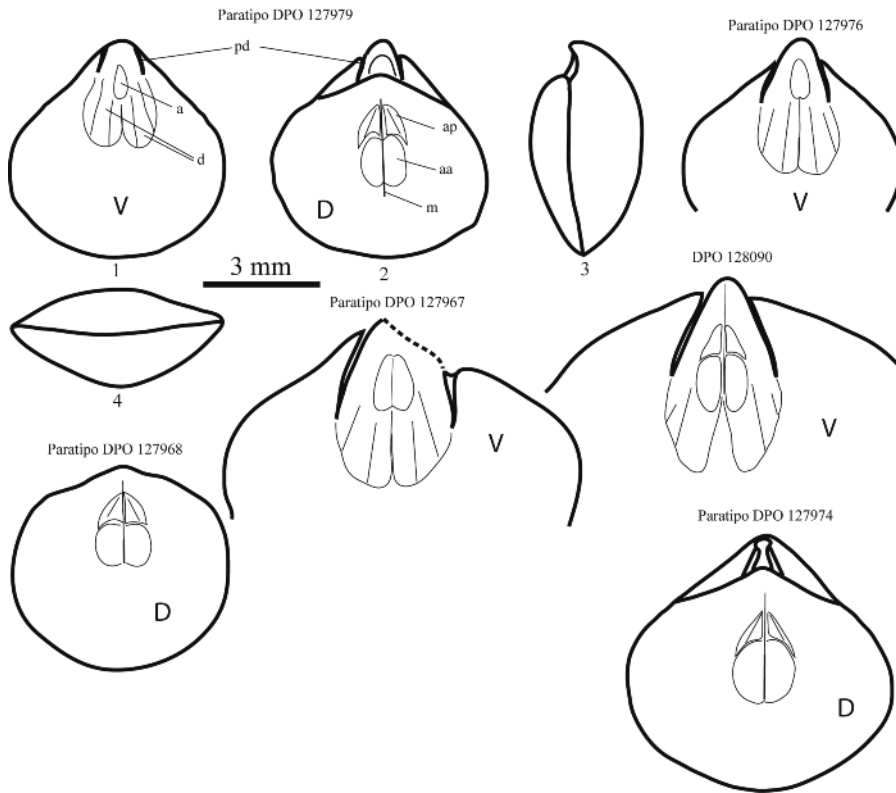 Paratipo DPO 127979
Paratipo DPO 127976
pd
a
d
V
ap
aa
m
D
V
1
2
3
3 mm
DPO 128090
Paratipo DPO 127967
4
V
V
Paratipo DPO 127968
D
Paratipo DPO 127974
D